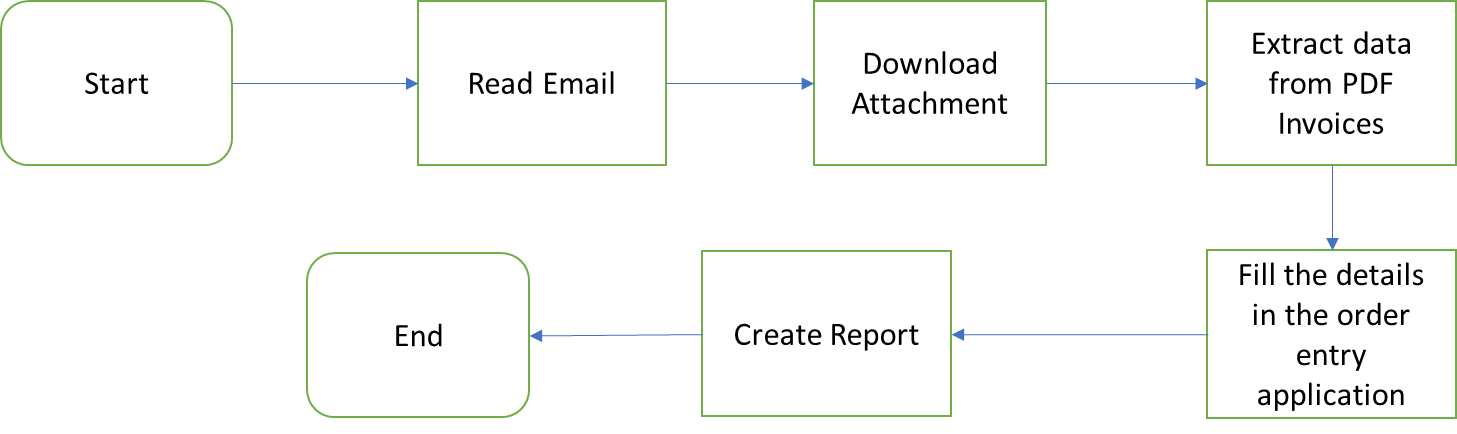 Start
Read Email
Download
Attachment
Extract data
from PDF
Invoices
Fill the details
in the order
entry
application
Create Report
End